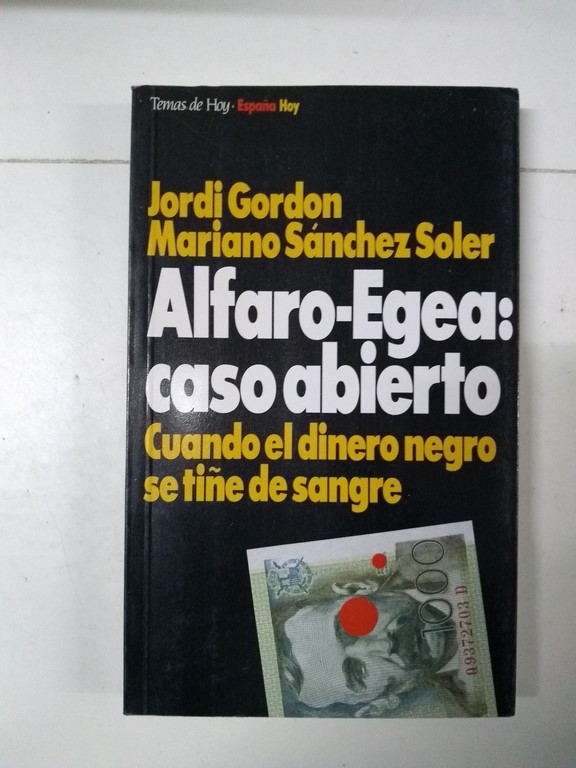 Temas de Hoy · España Hoy
Jordi Gordon
Mariano Sánchez Soler
Alfaro-Egea:
caso abierto
Cuando el dinero negro
se tiñe de sangre
1000
Q9372703 D